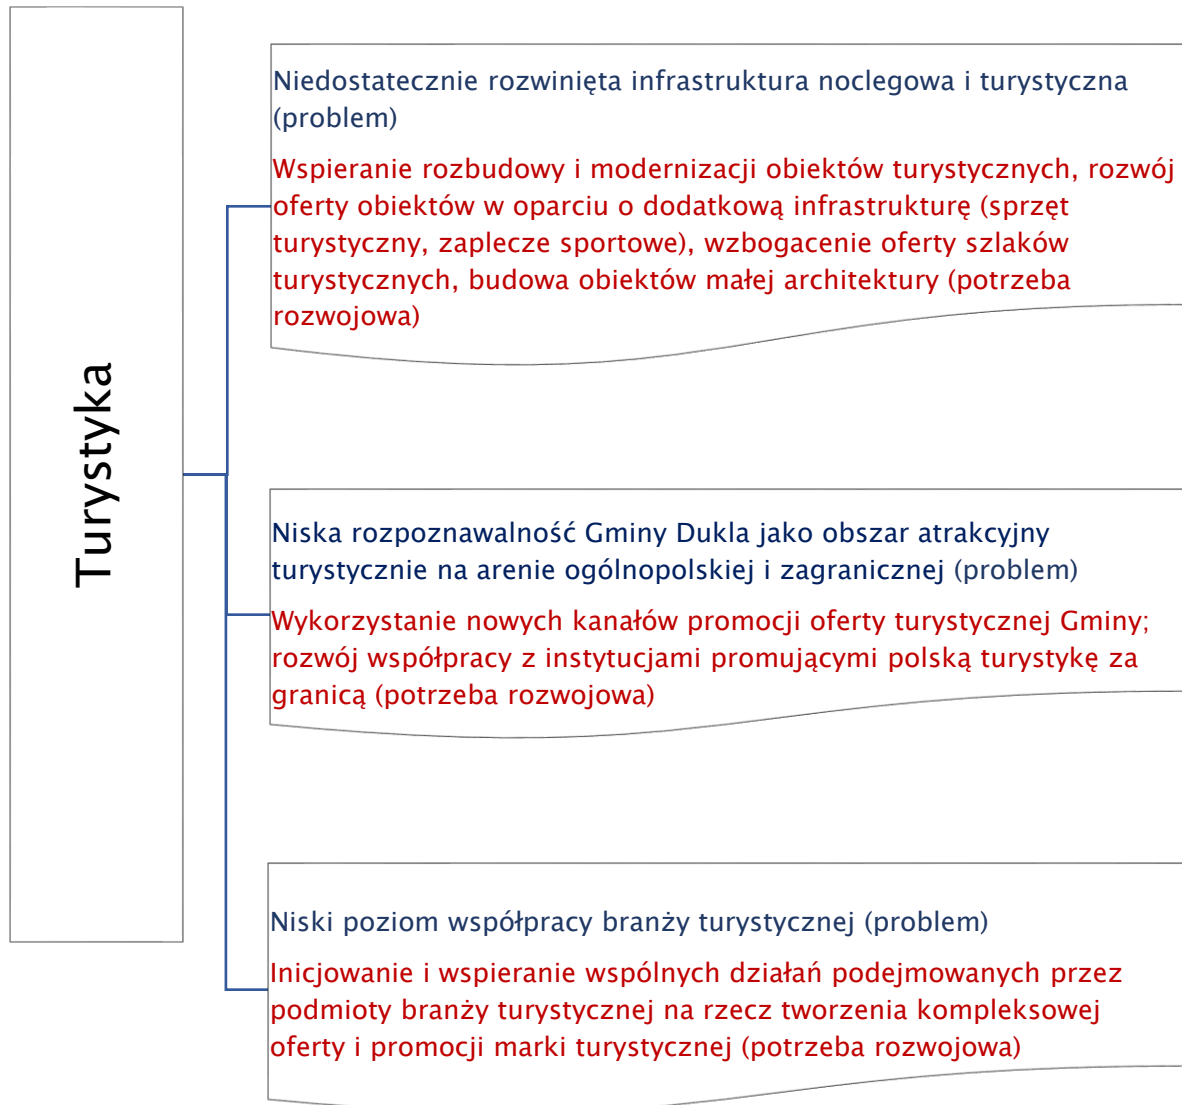 Turystyka
Niedostatecznie rozwinięta infrastruktura noclegowa i turystyczna
(problem)
Wspieranie rozbudowy i modernizacji obiektów turystycznych, rozwój
oferty obiektów w oparciu o dodatkową infrastrukturę (sprzęt
turystyczny, zaplecze sportowe), wzbogacenie oferty szlaków
turystycznych, budowa obiektów małej architektury (potrzeba
rozwojowa)
Niska rozpoznawalność Gminy Dukla jako obszar atrakcyjny
turystycznie na arenie ogólnopolskiej i zagranicznej (problem)
Wykorzystanie nowych kanałów promocji oferty turystycznej Gminy;
rozwój współpracy z instytucjami promującymi polską turystykę za
granicą (potrzeba rozwojowa)
Niski poziom współpracy branży turystycznej (problem)
Inicjowanie i wspieranie wspólnych działań podejmowanych przez
podmioty branży turystycznej na rzecz tworzenia kompleksowej
oferty i promocji marki turystycznej (potrzeba rozwojowa)